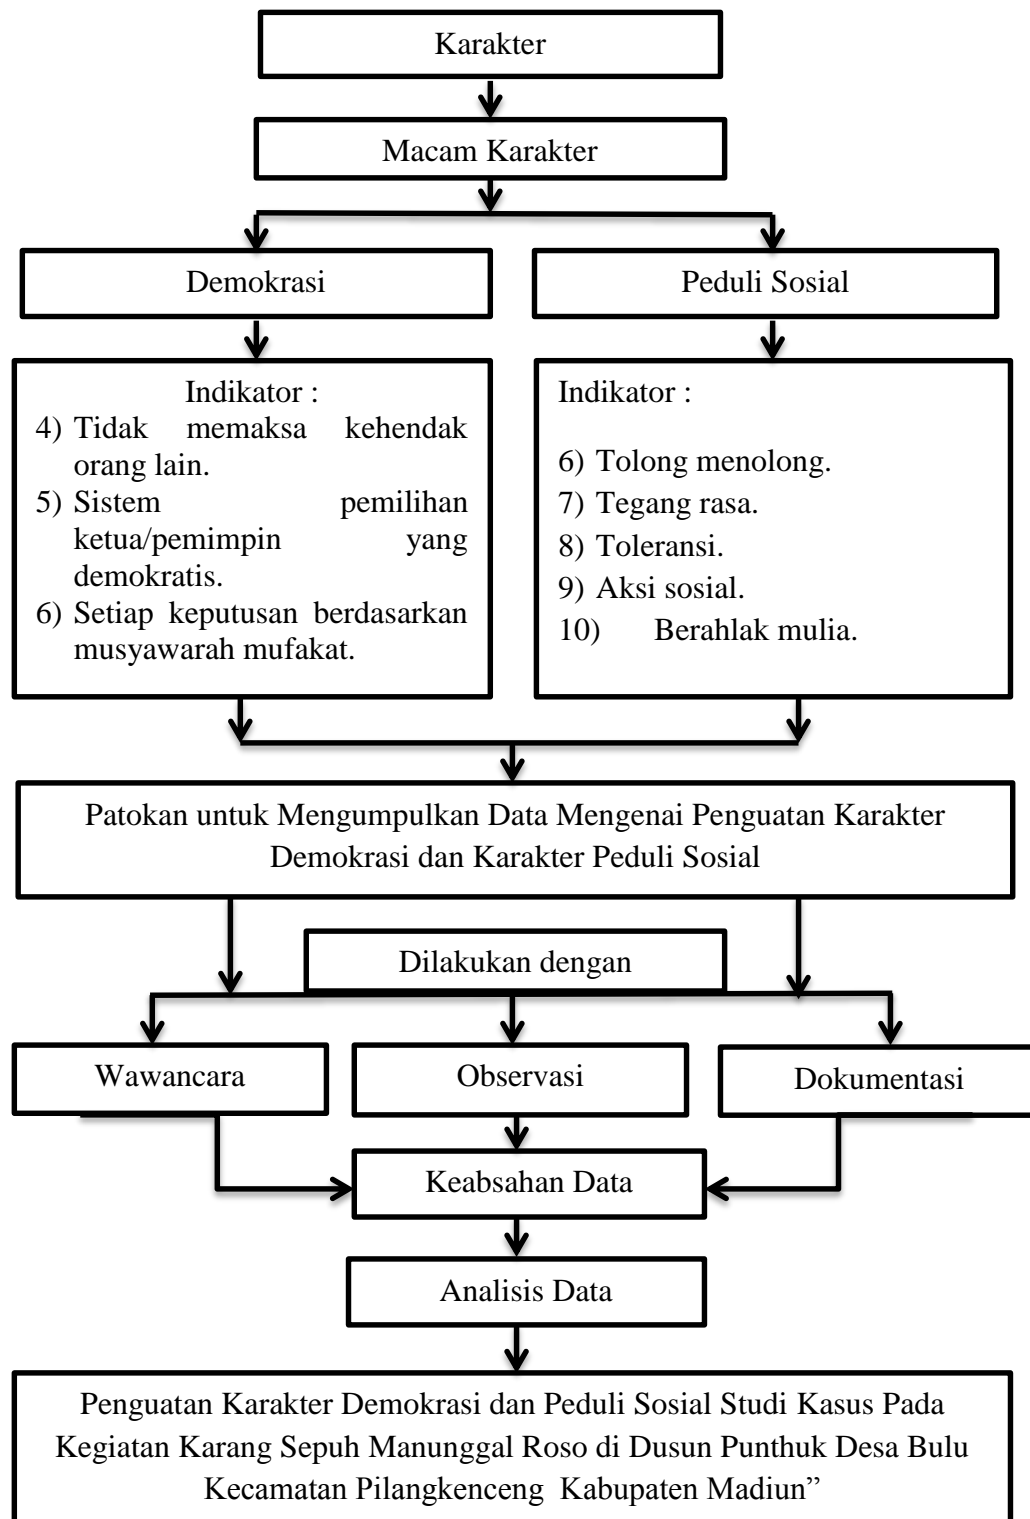 Karakter
Macam Karakter
Demokrasi
Peduli Sosial
Indikator :
4) Tidak memaksa kehendak
orang lain.
5) Sistem pemilihan
ketua/pemimpin yang
demokratis.
6) Setiap keputusan berdasarkan
musyawarah mufakat.
Indikator :
6) Tolong menolong.
7) Tegang rasa.
8) Toleransi.
9) Aksi sosial.
10) Berahlak mulia.
Patokan untuk Mengumpulkan Data Mengenai Penguatan Karakter
Demokrasi dan Karakter Peduli Sosial
Dilakukan dengan
Wawancara
Observasi
Dokumentasi
Keabsahan Data
Analisis Data
Penguatan Karakter Demokrasi dan Peduli Sosial Studi Kasus Pada
Kegiatan Karang Sepuh Manunggal Roso di Dusun Punthuk Desa Bulu
Kecamatan Pilangkenceng Kabupaten Madiun”